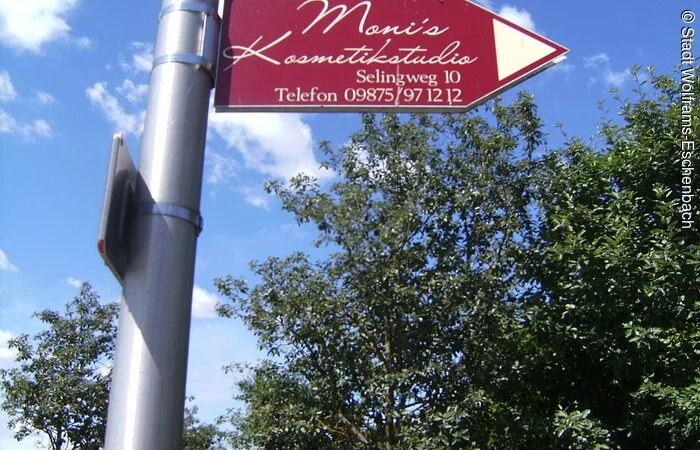 Moni's
Kosmetikstudio
Selingweg 10
Telefon 09875/97 12 12
© Stadt Wolframs-Eschenbach